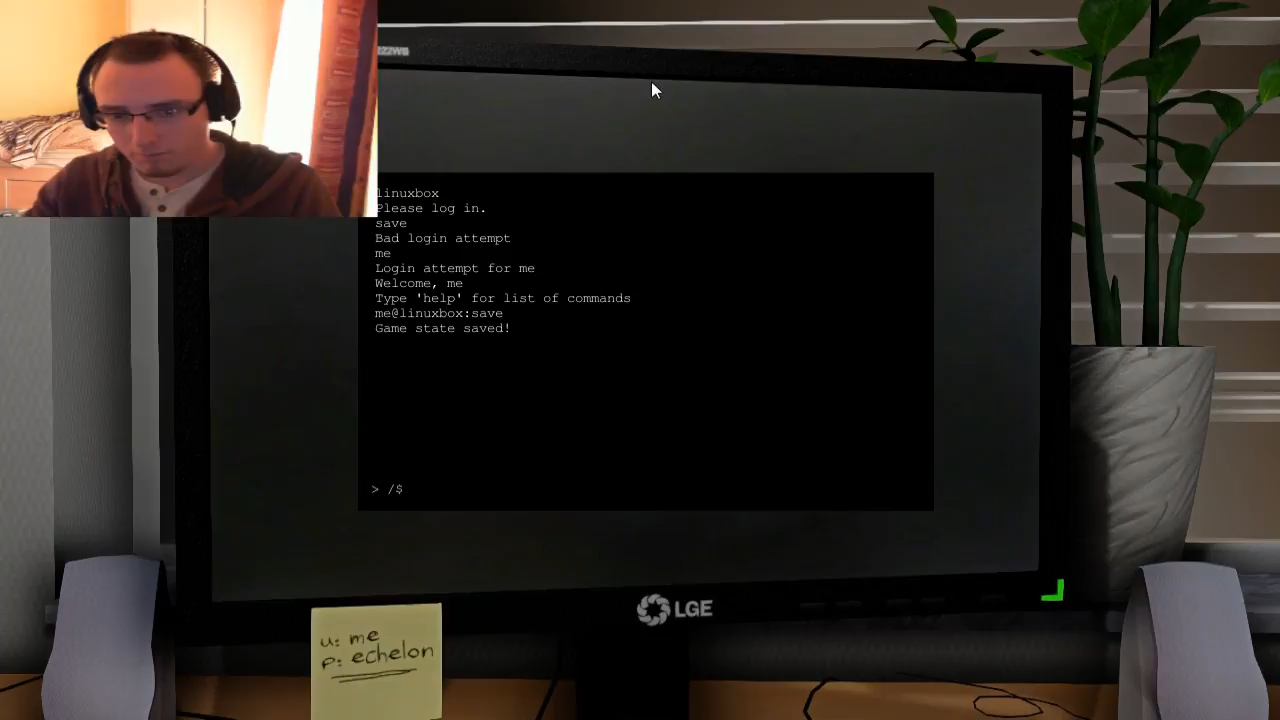 linuxbox
Please log in.
save
Bad login attempt
me
Login attempt for me
Welcome, me
Type 'help' for list of commands
me@linuxbox:save
Game state saved!
> /$
LGE
u: me
p: echelon